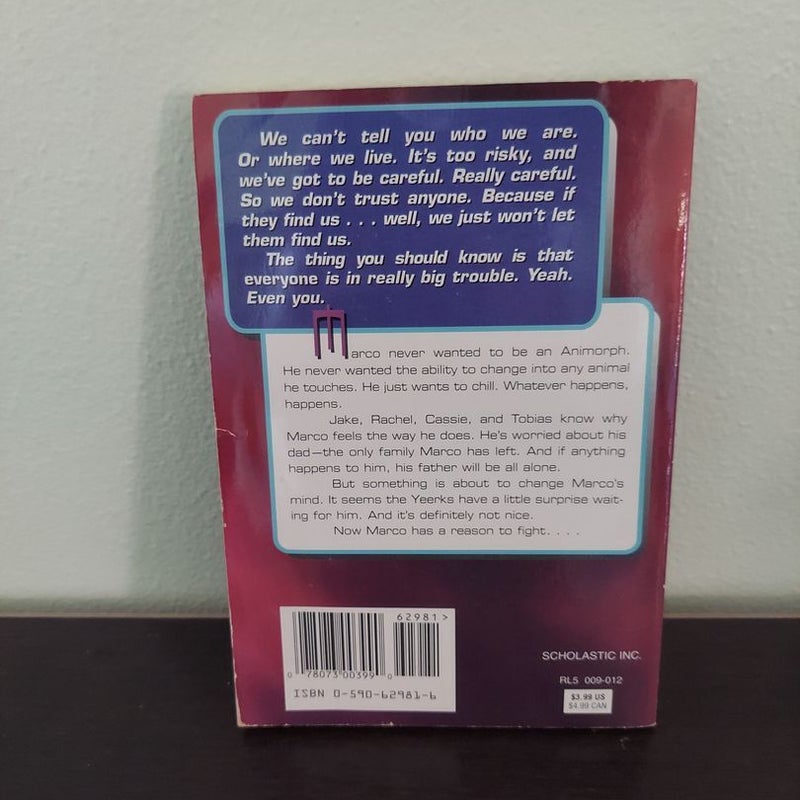 We can't tell you who we are.
Or where we live. It's too risky, and
we've got to be careful. Really careful.
So we don't trust anyone. Because if
they find us . . . well, we just won't let
them find us.
The thing you should know is that
everyone is in really big trouble. Yeah.
Even you.
Marco never wanted to be an Animorph.
He never wanted the ability to change into any animal
he touches. He just wants to chill. Whatever happens,
happens.
Jake, Rachel, Cassie, and Tobias know why
Marco feels the way he does. He's worried about his
dad—the only family Marco has left. And if anything
happens to him, his father will be all alone.
But something is about to change Marco's
mind. It seems the Yeerks have a little surprise wait-
ing for him. And it's definitely not nice.
Now Marco has a reason to fight. . . .
62981>
0 78073 00399 0
ISBN 0-590-62981-6
SCHOLASTIC INC.
RL5 009-012
$3.99 US
$4.99 CAN